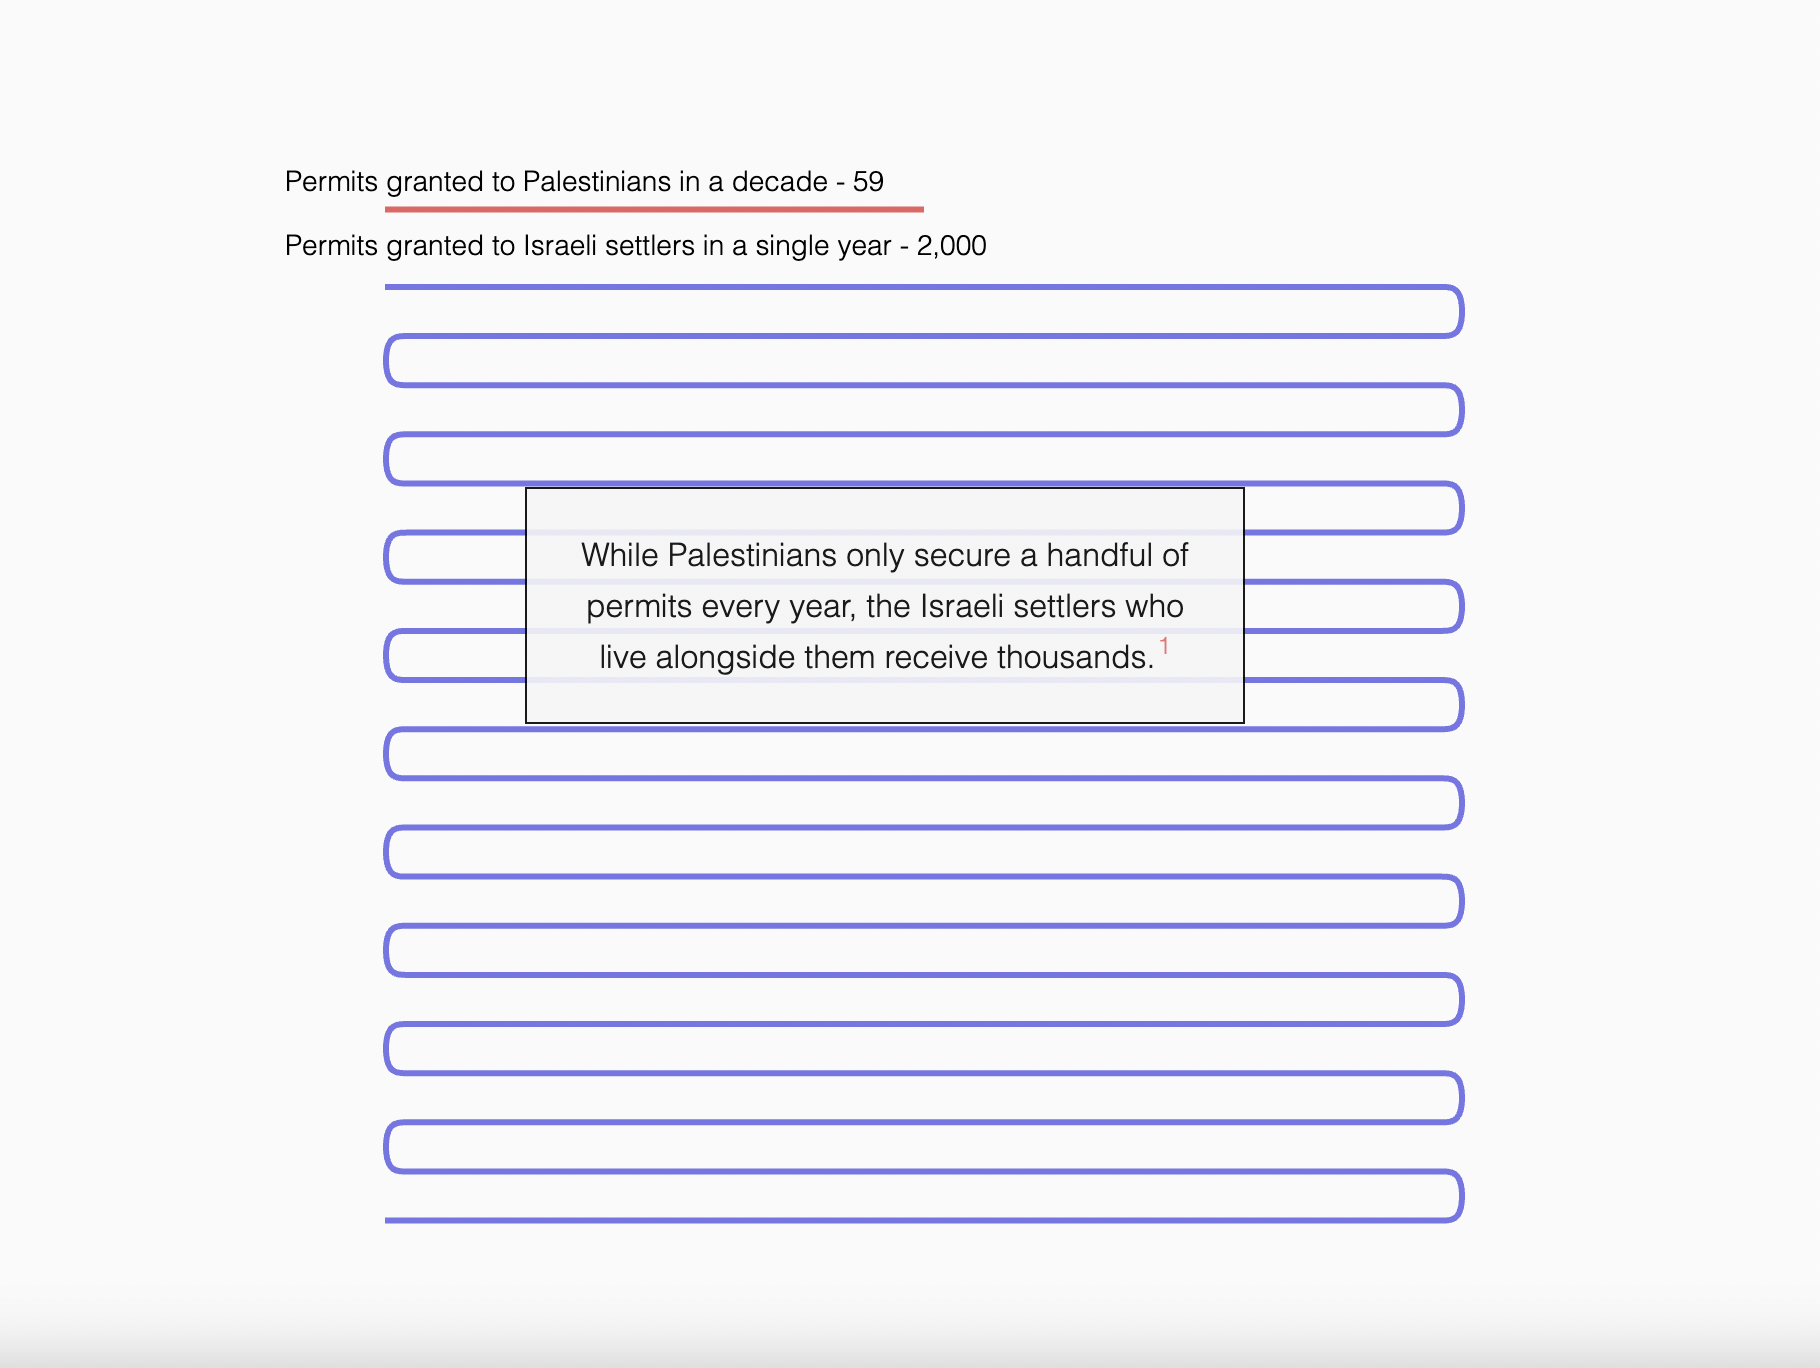 Permits granted to Palestinians in a decade - 59
Permits granted to Israeli settlers in a single year - 2,000
While Palestinians only secure a handful of
permits every year, the Israeli settlers who
live alongside them receive thousands. 1